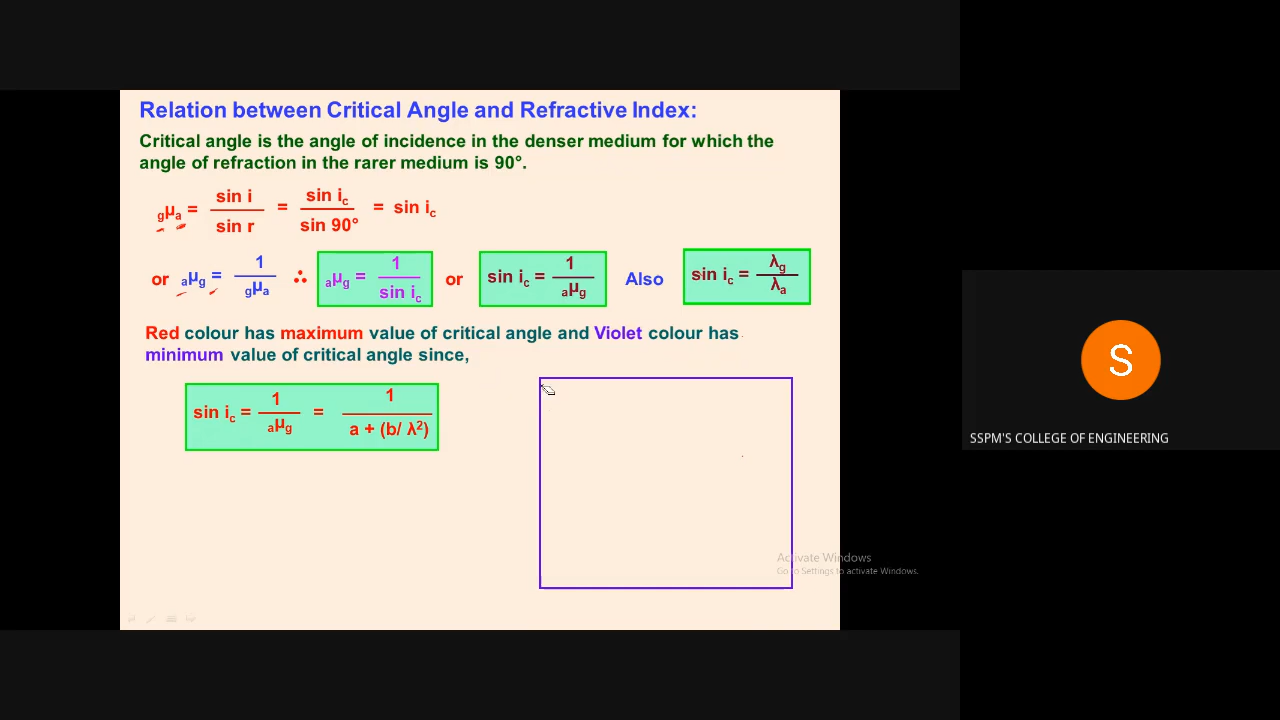 Relation between Critical Angle and Refractive Index:
Critical angle is the angle of incidence in the denser medium for which the
angle of refraction in the rarer medium is 90°.
gμa = sin i / sin r = sin ic / sin 90° = sin ic
or aμg = 1 / gμa ∴ aμg = 1 / sin ic or sin ic = 1 / aμg Also sin ic = λg / λa
Red colour has maximum value of critical angle and Violet colour has
minimum value of critical angle since,
sin ic = 1 / aμg = 1 / a + (b/ λ²)
Activate Windows
Go to Settings to activate Windows.
S
SSPM'S COLLEGE OF ENGINEERING